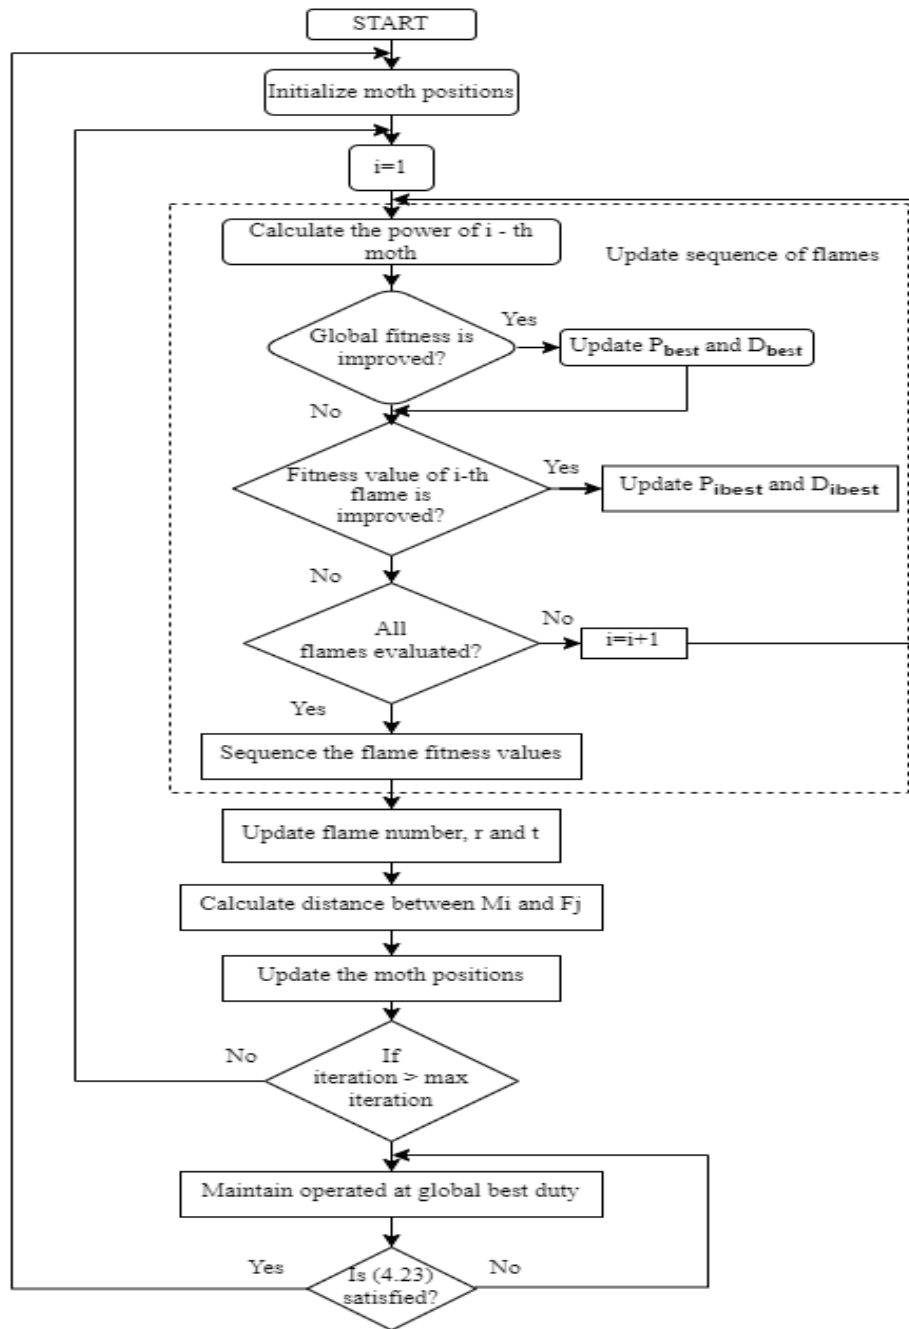 START
Initialize moth positions
i=1
Calculate the power of i - th
moth
Update sequence of flames
Global fitness is
improved?
Yes
Update Pbest and Dbest
No
Fitness value of i-th
flame is
improved?
Yes
Update Pibest and Dibest
No
All
flames evaluated?
No
i=i+1
Yes
Sequence the flame fitness values
Update flame number, r and t
Calculate distance between Mi and Fj
Update the moth positions
No
If
iteration > max
iteration
Maintain operated at global best duty
Yes
Is (4.23)
satisfied?
No